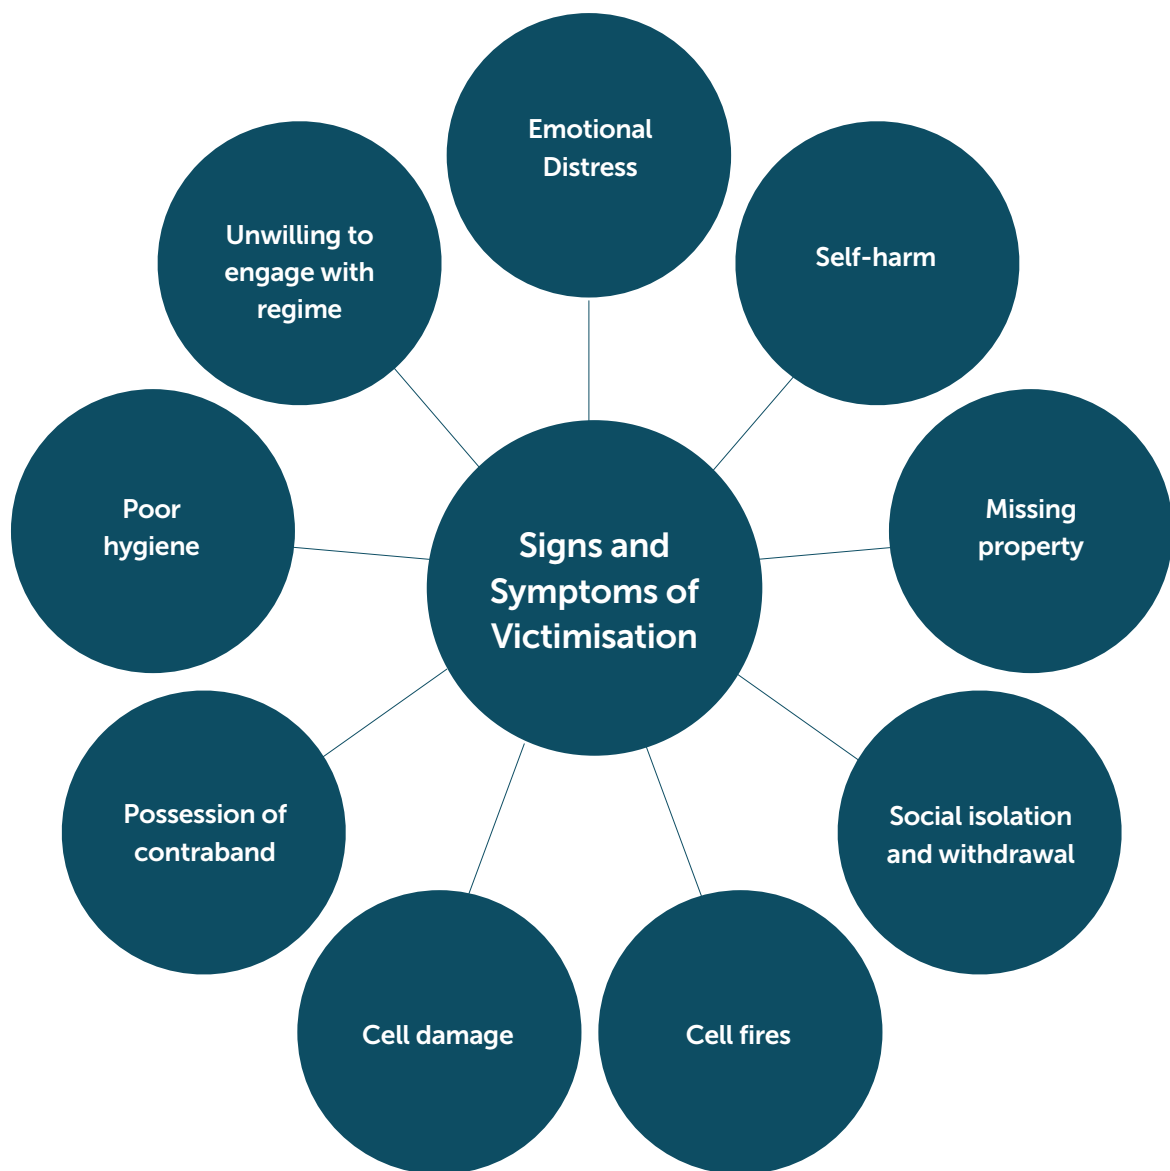 Signs and
Symptoms of
Victimisation
Emotional
Distress
Self-harm
Missing
property
Social isolation
and withdrawal
Cell fires
Cell damage
Possession of
contraband
Poor
hygiene
Unwilling to
engage with
regime